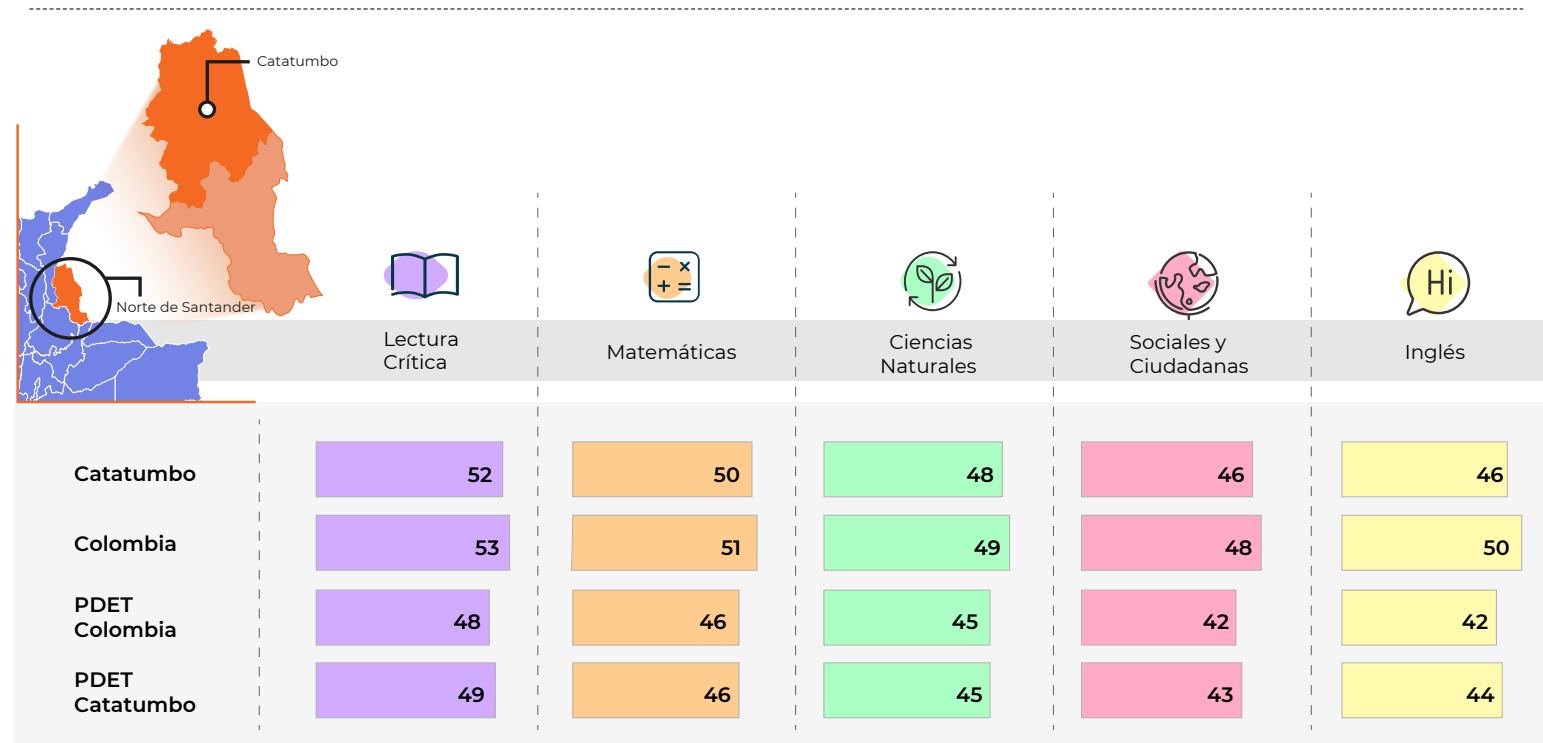 Catatumbo
Norte de Santander
Hi
Lectura
Crítica
Matemáticas
Ciencias
Naturales
Sociales y
Ciudadanas
Inglés
Catatumbo
52
50
48
46
46
Colombia
53
51
49
48
50
PDET
Colombia
48
46
45
42
42
PDET
Catatumbo
49
46
45
43
44